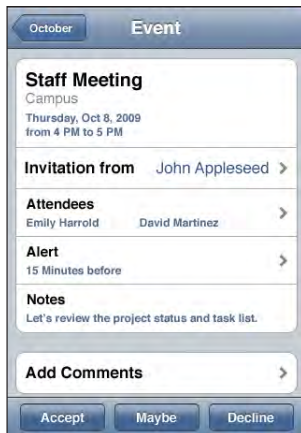 October
Event
Staff Meeting
Campus
Thursday, Oct 8, 2009
from 4 PM to 5 PM
Invitation from John Appleseed
Attendees
Emily Harrold David Martinez
Alert
15 Minutes before
Notes
Let's review the project status and task list.
Add Comments
Accept Maybe Decline